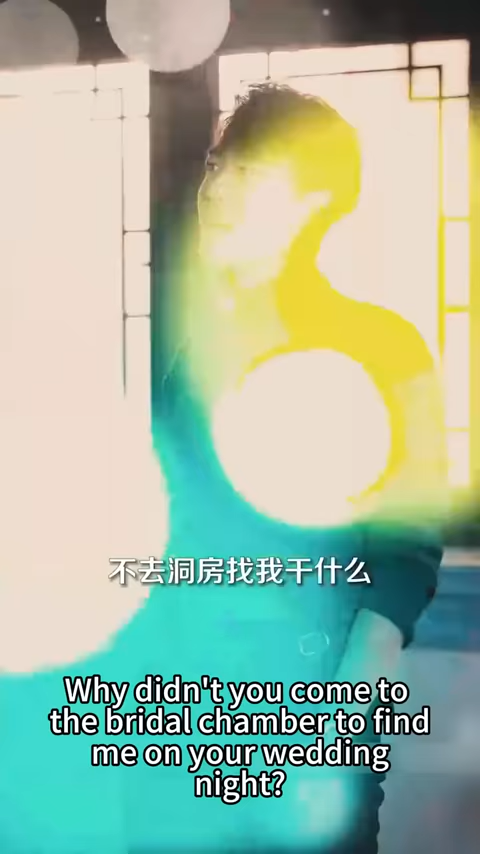 不去洞房找我干什么
Why didn't you come to
the bridal chamber to find
me on your wedding
night?